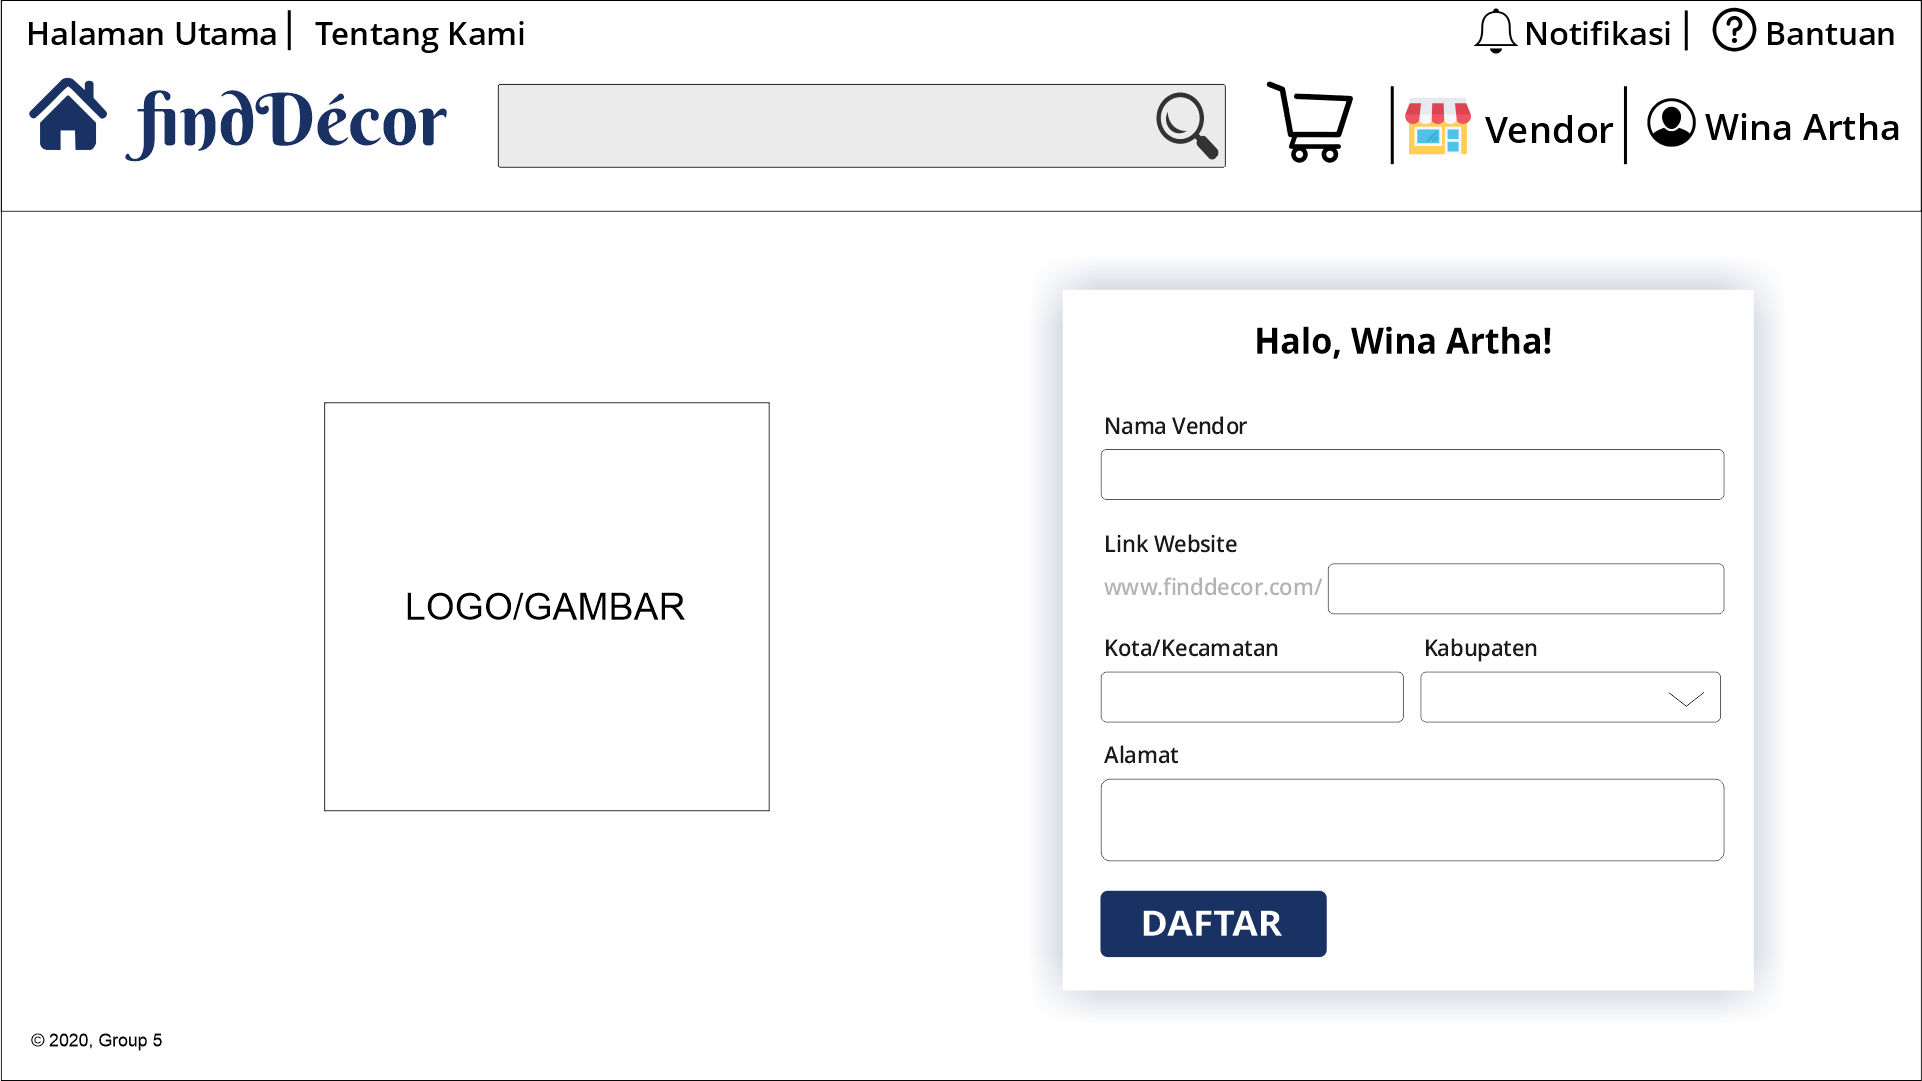 Halaman Utama
Tentang Kami
Notifikasi
Bantuan
findDécor
Vendor
Wina Artha
LOGO/GAMBAR
Halo, Wina Artha!
Nama Vendor
Link Website
www.finddecor.com/
Kota/Kecamatan
Kabupaten
Alamat
DAFTAR
© 2020, Group 5